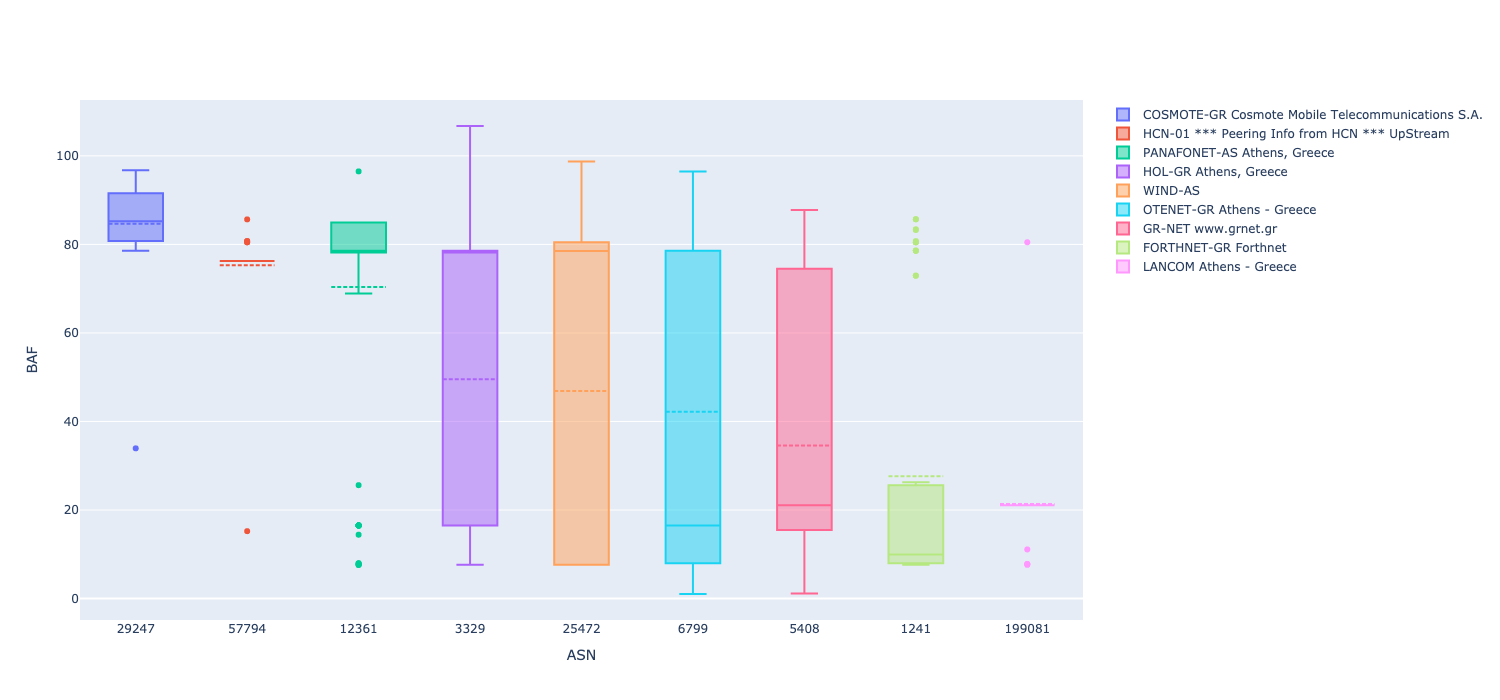 100
80
60
40
20
0
BAF
29247 57794 12361 3329 25472 6799 5408 1241 199081
ASN
COSMOTE-GR Cosmote Mobile Telecommunications S.A.
HCN-01 *** Peering Info from HCN *** UpStream
PANAFONET-AS Athens, Greece
HOL-GR Athens, Greece
WIND-AS
OTENET-GR Athens - Greece
GR-NET www.grnet.gr
FORTHNET-GR Forthnet
LANCOM Athens - Greece